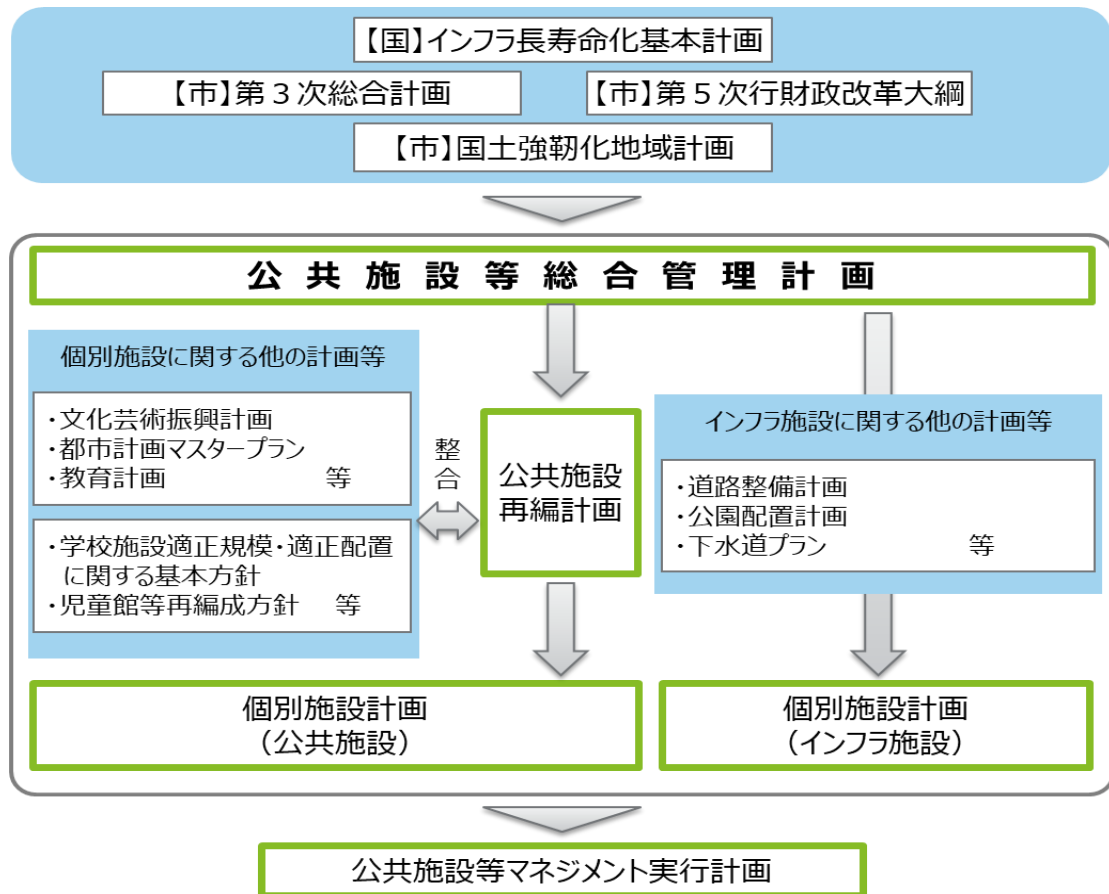 【国】インフラ長寿命化基本計画
【市】第3次総合計画
【市】第5次行財政改革大綱
【市】国土強靭化地域計画
公共施設等総合管理計画
個別施設に関する他の計画等
・文化芸術振興計画
・都市計画マスタープラン
・教育計画 等
・学校施設適正規模・適正配置
に関する基本方針
・児童館等再編成方針 等
整
合
公共施設
再編計画
インフラ施設に関する他の計画等
・道路整備計画
・公園配置計画
・下水道プラン 等
個別施設計画
（公共施設）
個別施設計画
（インフラ施設）
公共施設等マネジメント実行計画